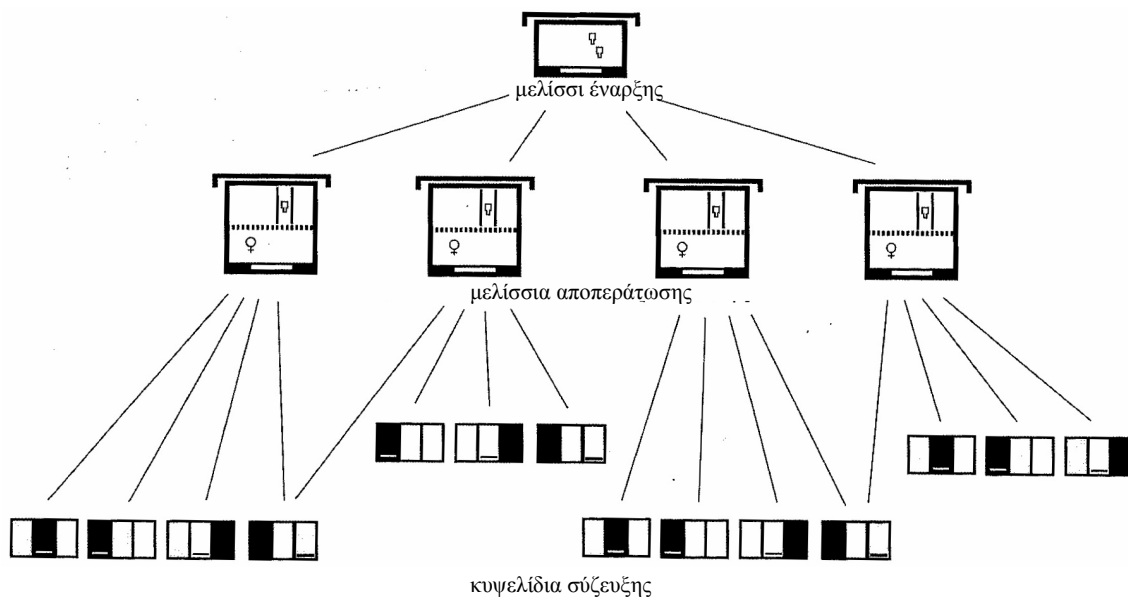 μελίσσι έναρξης
μελίσσια αποπεράτωσης
κυψελίδια σύζευξης